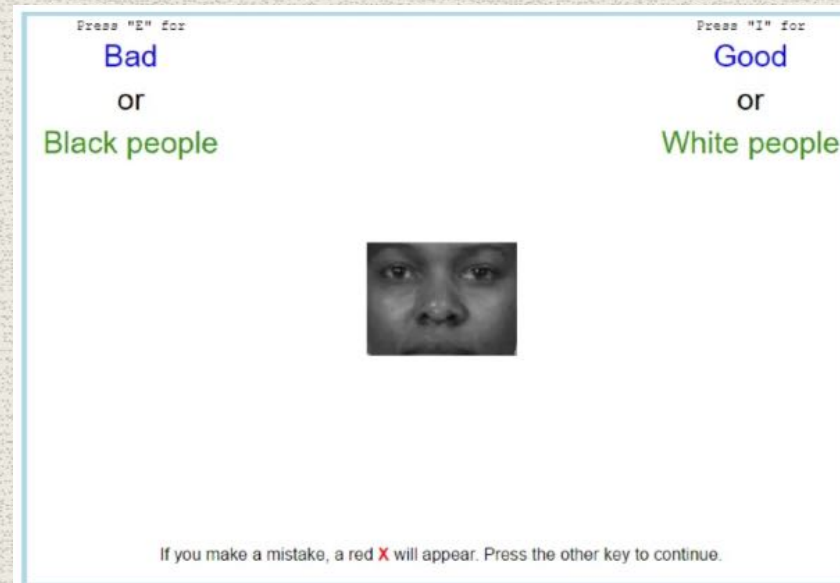 Press "E" for
Bad
or
Black people
Press "I" for
Good
or
White people
If you make a mistake, a red X will appear. Press the other key to continue.